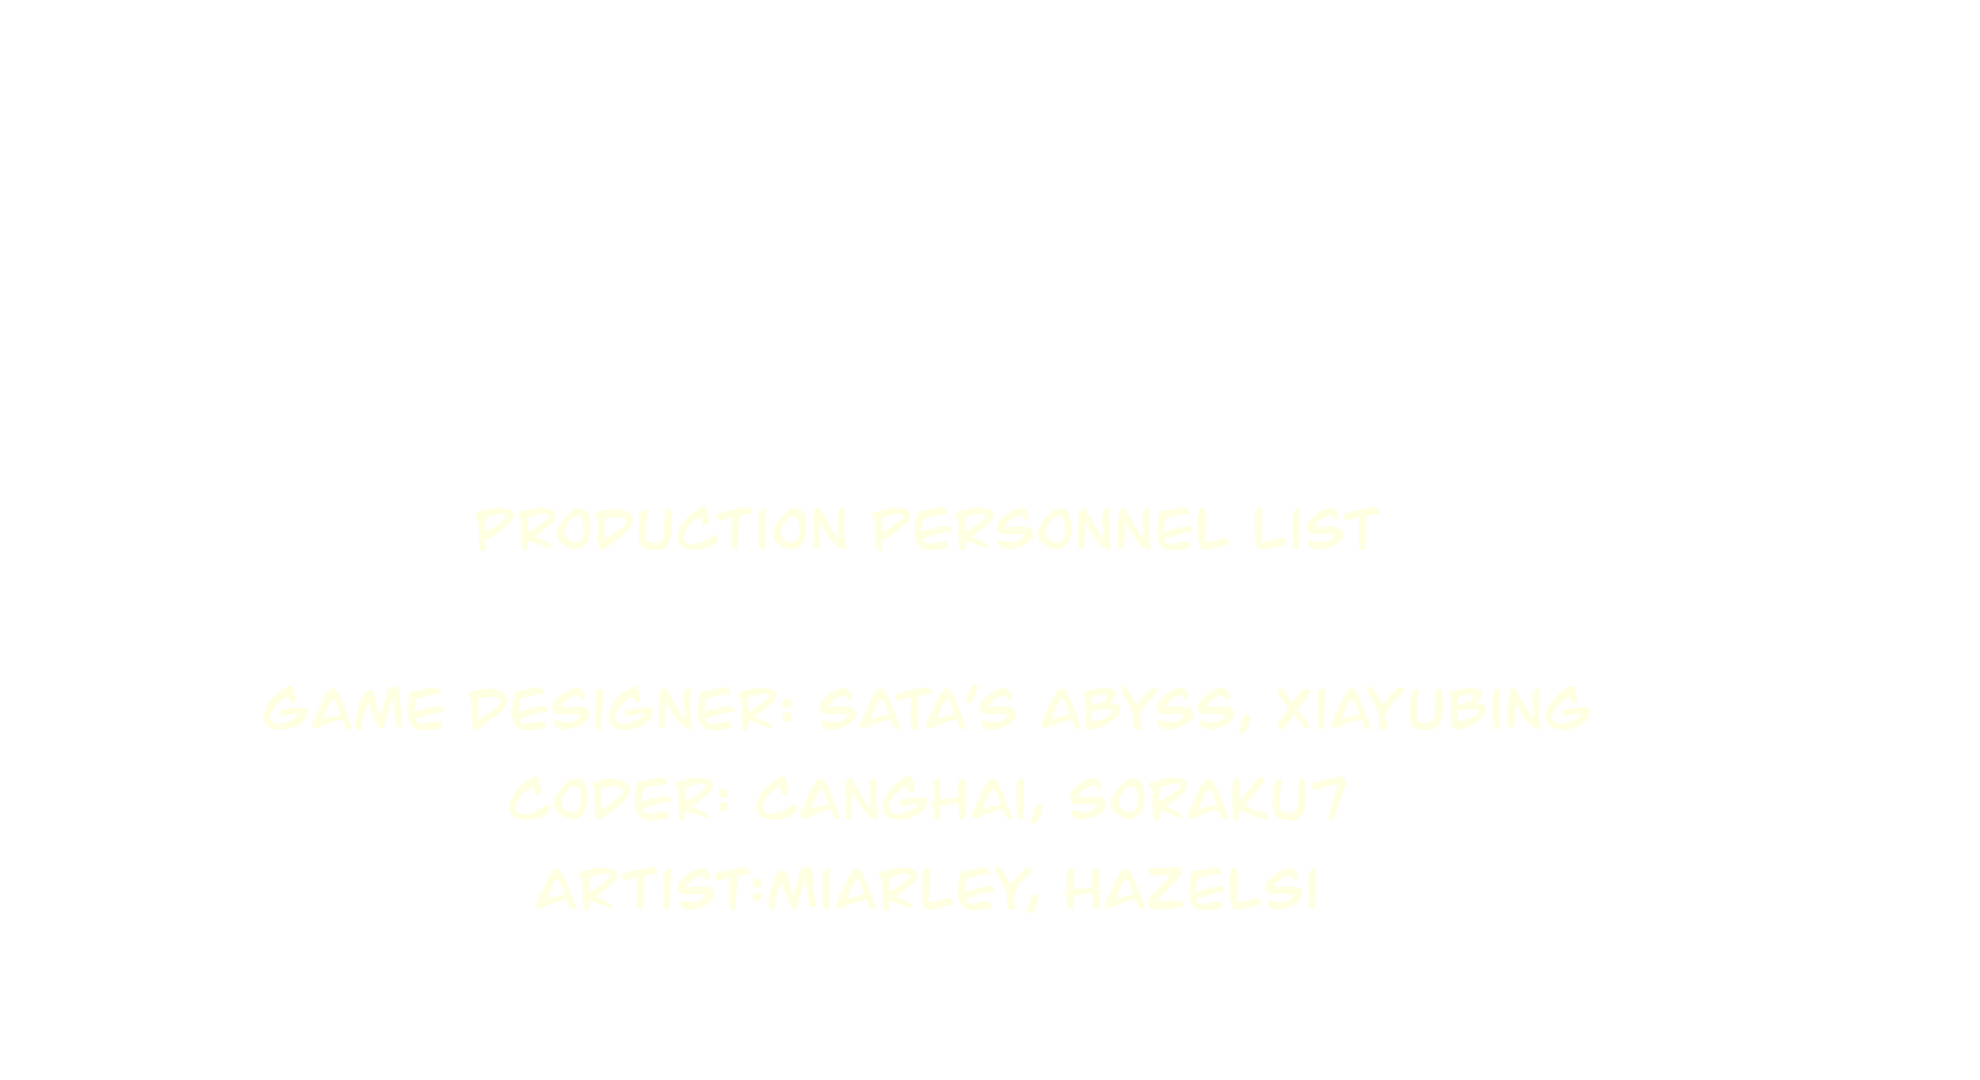 PRODUCTION PERSONNEL LIST
GAME DESIGNER: SATA'S ABYSS, XIAYUBING
CODER: CANGHAI, SORAKU7
ARTIST:MIARLEY, HAZELSI